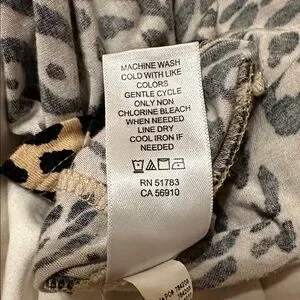 MACHINE WASH
COLD WITH LIKE
COLORS
GENTLE CYCLE
ONLY NON
CHLORINE BLEACH
WHEN NEEDED
LINE DRY
COOL IRON IF
NEEDED
RN 51783
CA 56910